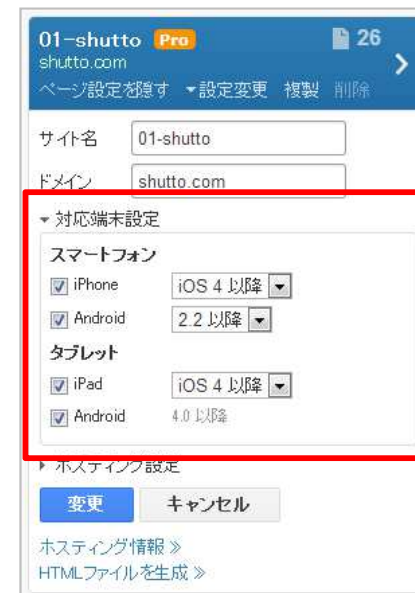 01-shutto Pro 26
shutto.com
ページ設定を隠す ▼設定変更 複製 削除
サイト名 01-shutto
ドメイン shutto.com
▼ 対応端末設定
スマートフォン
iPhone iOS 4 以降
Android 2.2 以降
タブレット
iPad iOS 4 以降
Android 4.0 以降
ホスティング設定
変更 キャンセル
ホスティング情報 »
HTMLファイルを生成 »